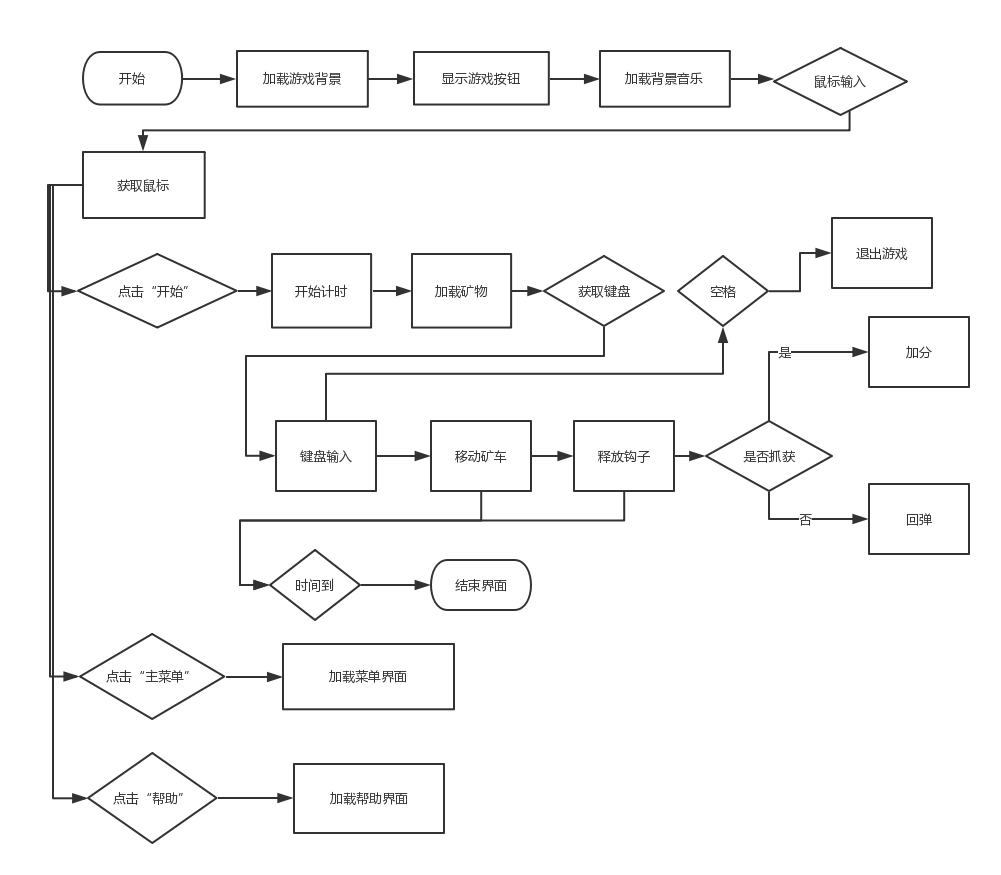 开始
加载游戏背景
显示游戏按钮
加载背景音乐
鼠标输入
获取鼠标
点击“开始”
开始计时
加载矿物
获取键盘
空格
退出游戏
是
加分
键盘输入
移动矿车
释放钩子
是否抓获
否
回弹
时间到
结束界面
点击“主菜单”
加载菜单界面
点击“帮助”
加载帮助界面